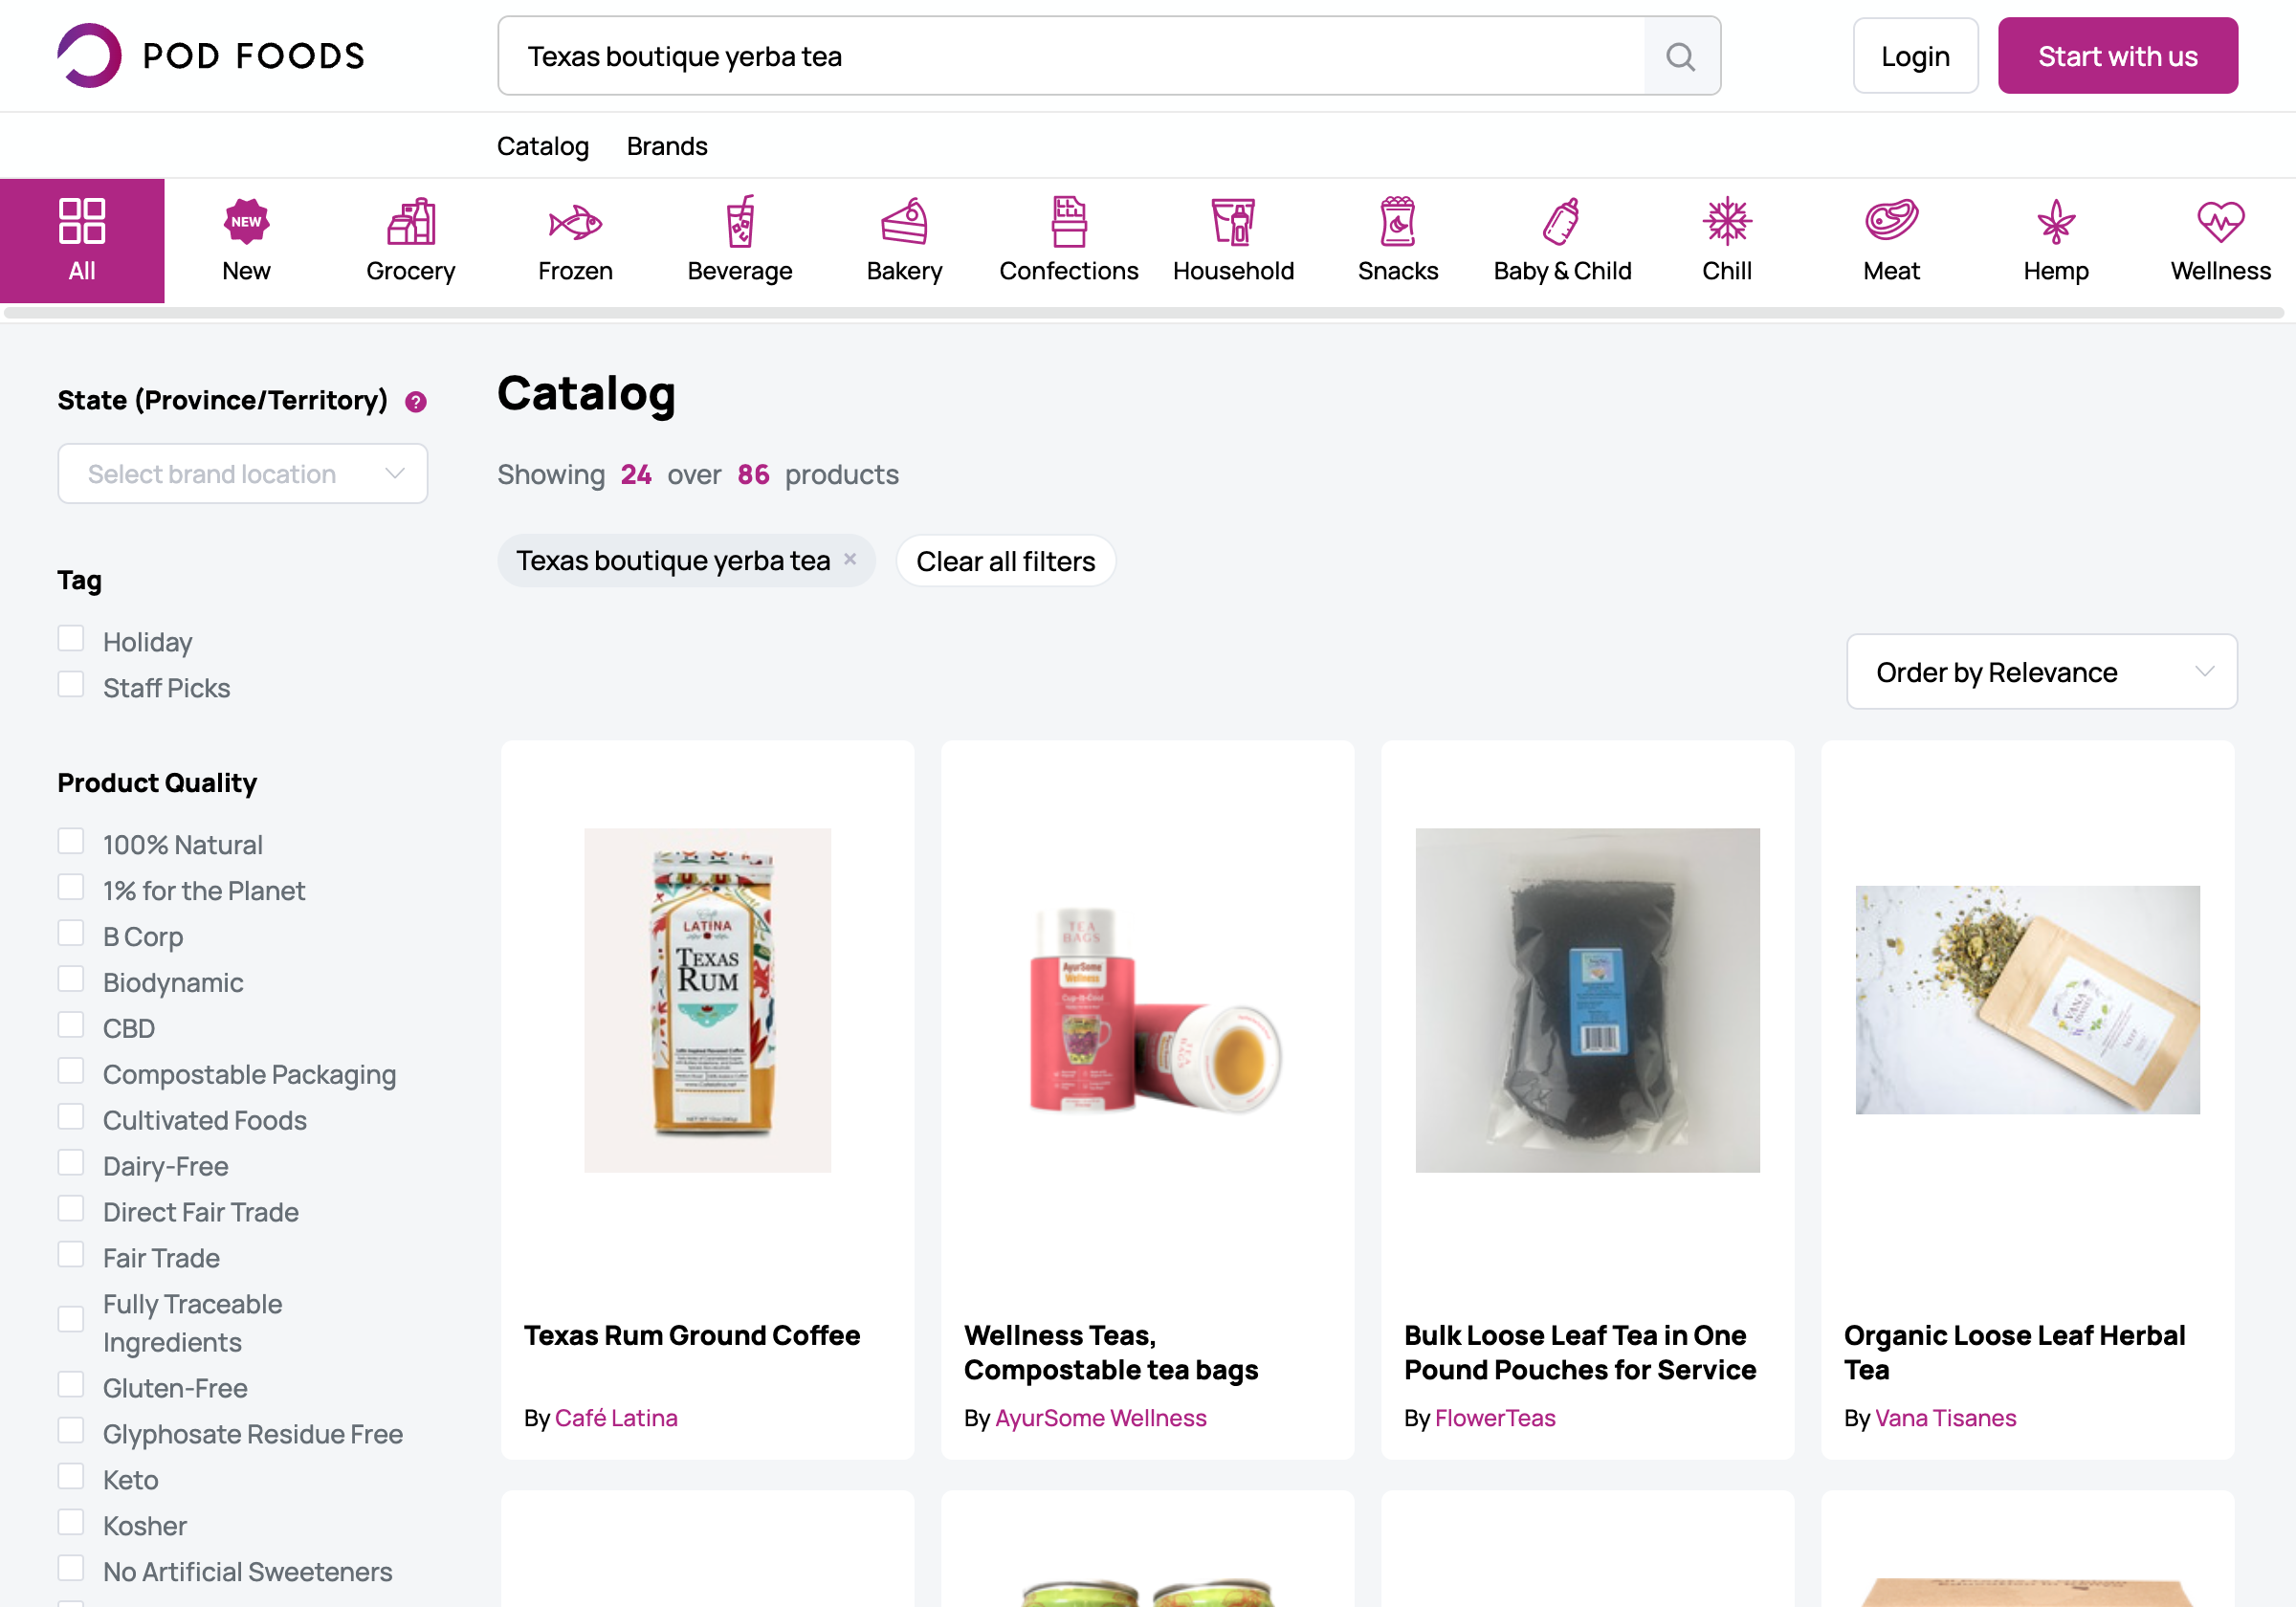 POD FOODS
Texas boutique yerba tea
Login
Start with us
Catalog
Brands
All
NEW
New
Grocery
Frozen
Beverage
Bakery
Confections
Household
Snacks
Baby & Child
Chill
Meat
Hemp
Wellness
State (Province/Territory)
?
Select brand location
Tag
Holiday
Staff Picks
Product Quality
100% Natural
1% for the Planet
B Corp
Biodynamic
CBD
Compostable Packaging
Cultivated Foods
Dairy-Free
Direct Fair Trade
Fair Trade
Fully Traceable
Ingredients
Gluten-Free
Glyphosate Residue Free
Keto
Kosher
No Artificial Sweeteners
Catalog
Showing 24 over 86 products
Texas boutique yerba tea ×
Clear all filters
Order by Relevance
LATINA
TEXAS
RUM
Texas Rum Ground Coffee
By Café Latina
TEA
BAGS
AyurSome
Wellness
Wellness Teas,
Compostable tea bags
By AyurSome Wellness
Bulk Loose Leaf Tea in One
Pound Pouches for Service
By FlowerTeas
VANA
Organic Loose Leaf Herbal
Tea
By Vana Tisanes